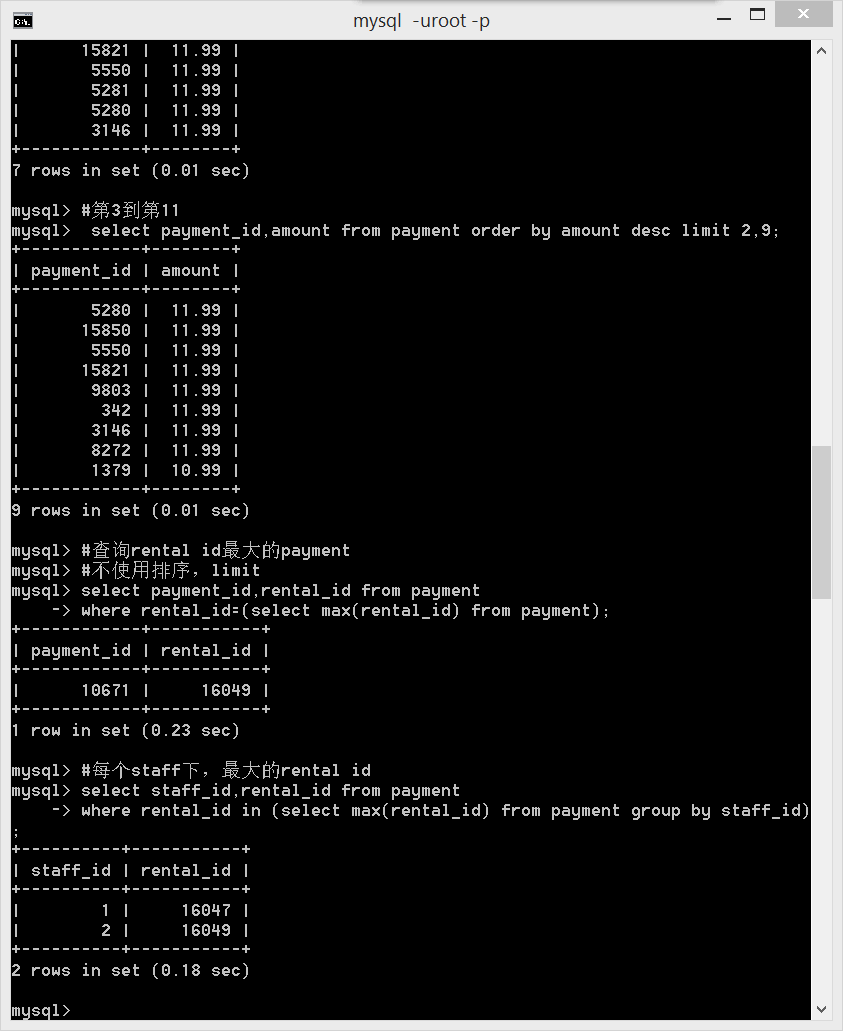 mysql  -uroot -p
|      15821 |  11.99 |
|       5550 |  11.99 |
|       5281 |  11.99 |
|       5280 |  11.99 |
|       3146 |  11.99 |
+------------+--------+
7 rows in set (0.01 sec)
mysql> #第3到第11
mysql>  select payment_id,amount from payment order by amount desc limit 2,9;
+------------+--------+
| payment_id | amount |
+------------+--------+
|       5280 |  11.99 |
|      15850 |  11.99 |
|       5550 |  11.99 |
|      15821 |  11.99 |
|       9803 |  11.99 |
|        342 |  11.99 |
|       3146 |  11.99 |
|       8272 |  11.99 |
|       1379 |  10.99 |
+------------+--------+
9 rows in set (0.01 sec)
mysql> #查询rental id最大的payment
mysql> #不使用排序，limit
mysql> select payment_id,rental_id from payment
    -> where rental_id=(select max(rental_id) from payment);
+------------+-----------+
| payment_id | rental_id |
+------------+-----------+
|      10671 |     16049 |
+------------+-----------+
1 row in set (0.23 sec)
mysql> #每个staff下，最大的rental id
mysql> select staff_id,rental_id from payment
    -> where rental_id in (select max(rental_id) from payment group by staff_id)
;
+----------+-----------+
| staff_id | rental_id |
+----------+-----------+
|        1 |     16047 |
|        2 |     16049 |
+----------+-----------+
2 rows in set (0.18 sec)
mysql>